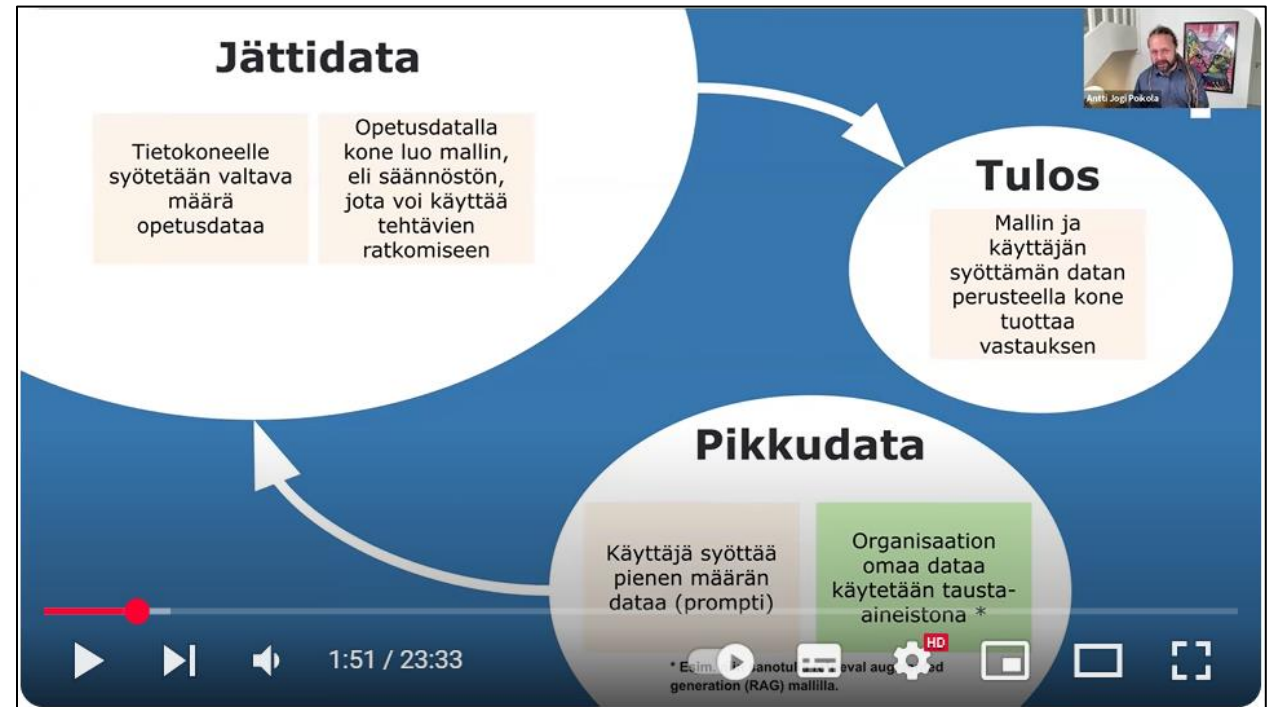 Jättidata
Tietokoneelle
syötetään valtava
määrä
opetusdataa
Opetusdatalla
kone luo mallin,
eli säännöstön,
jota voi käyttää
tehtävien
ratkomiseen
Antti Jogi Poikola
Tulos
Mallin ja
käyttäjän
syöttämän datan
perusteella kone
tuottaa
vastauksen
Pikkudata
Käyttäjä syöttää
pienen määrän
dataa (prompti)
Organisaation
omaa dataa
käytetään tausta-
aineistona *
* Esim.
generation (RAG) mallilla.
1:51 / 23:33
HD